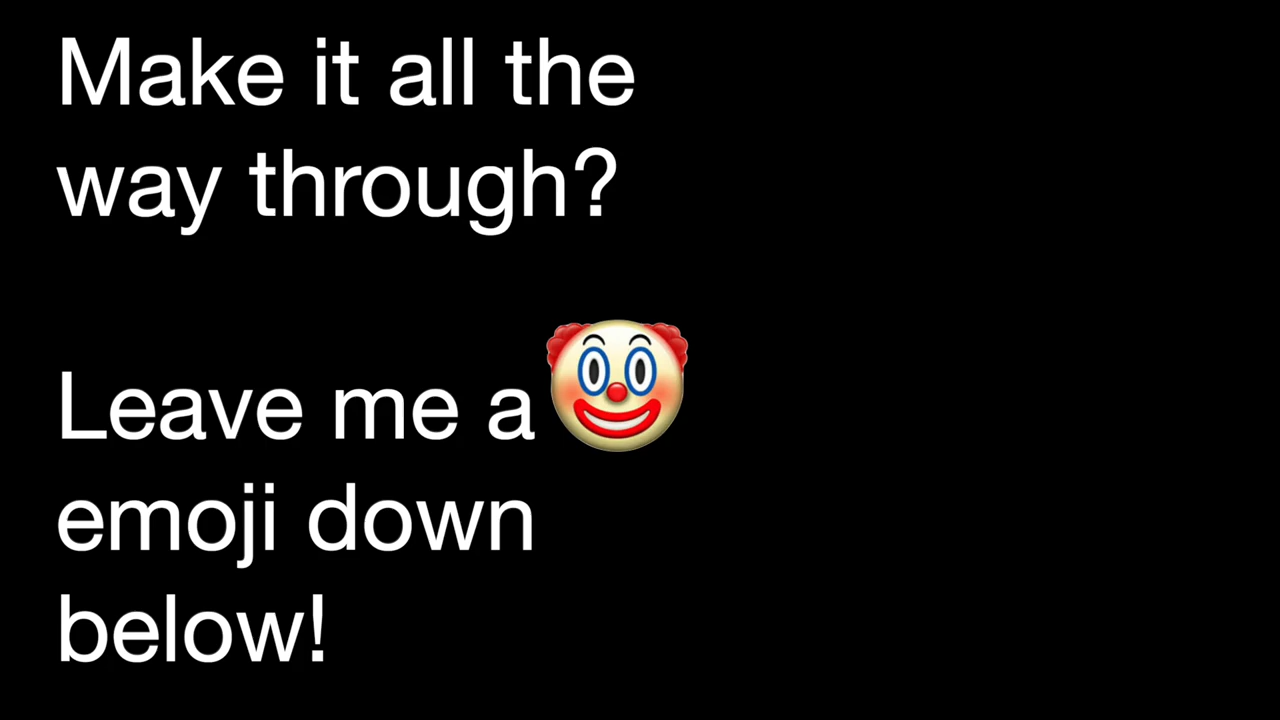 Make it all the
way through?
Leave me a 🤡
emoji down
below!